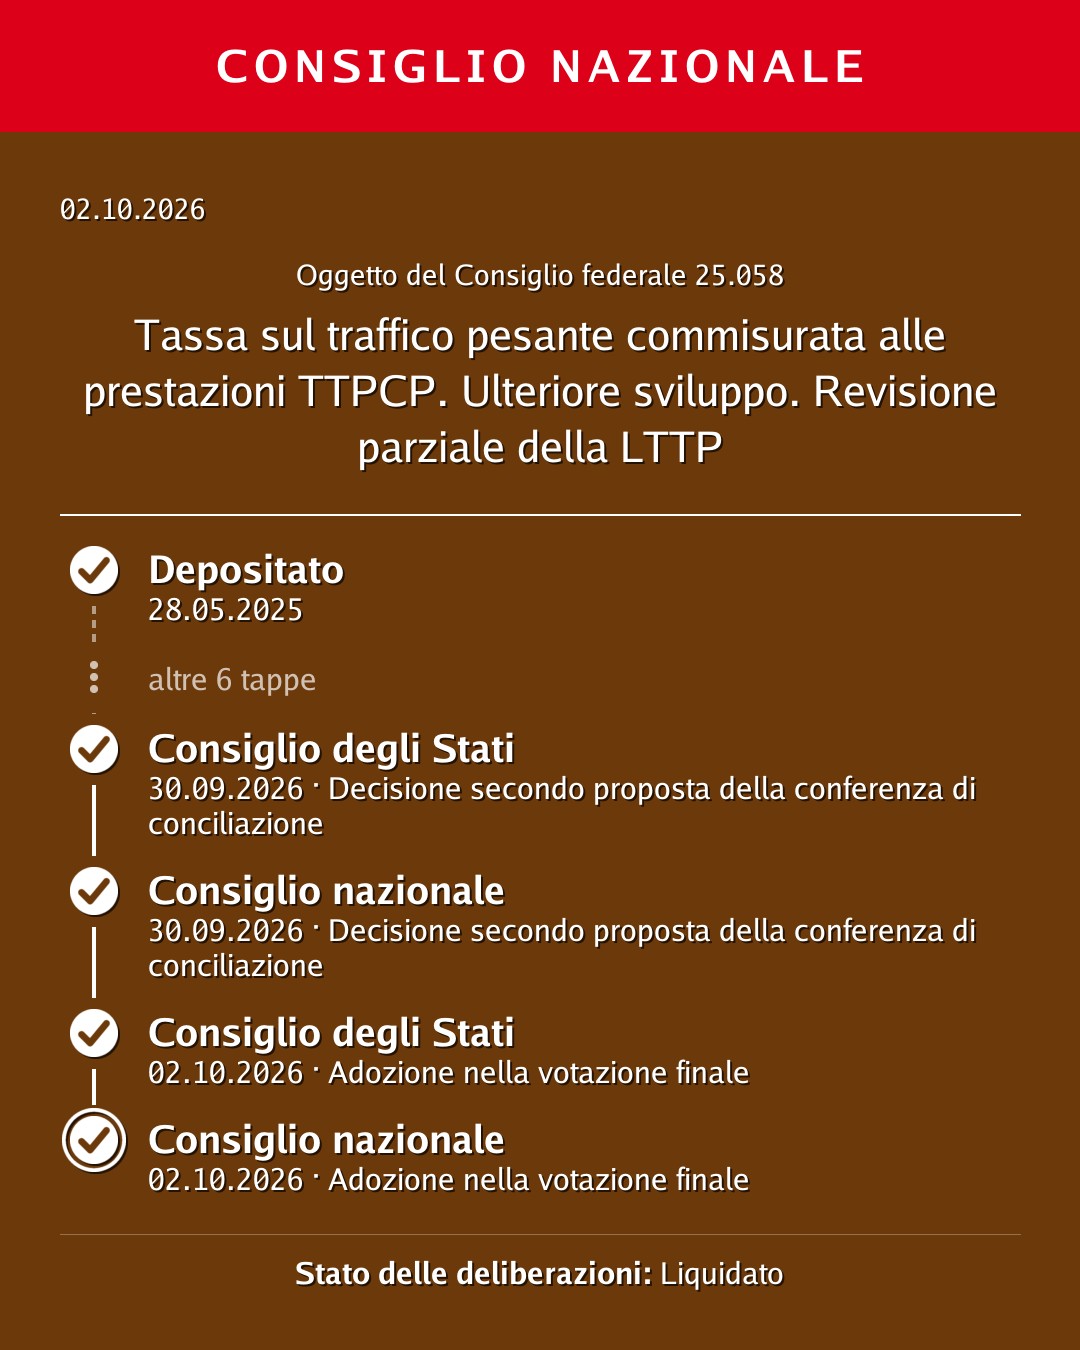 CONSIGLIO NAZIONALE
02.10.2026
Oggetto del Consiglio federale 25.058
Tassa sul traffico pesante commisurata alle
prestazioni TTPCP. Ulteriore sviluppo. Revisione
parziale della LTTP
Depositato
28.05.2025
altre 6 tappe
Consiglio degli Stati
30.09.2026 · Decisione secondo proposta della conferenza di
conciliazione
Consiglio nazionale
30.09.2026 · Decisione secondo proposta della conferenza di
conciliazione
Consiglio degli Stati
02.10.2026 · Adozione nella votazione finale
Consiglio nazionale
02.10.2026 · Adozione nella votazione finale
Stato delle deliberazioni: Liquidato